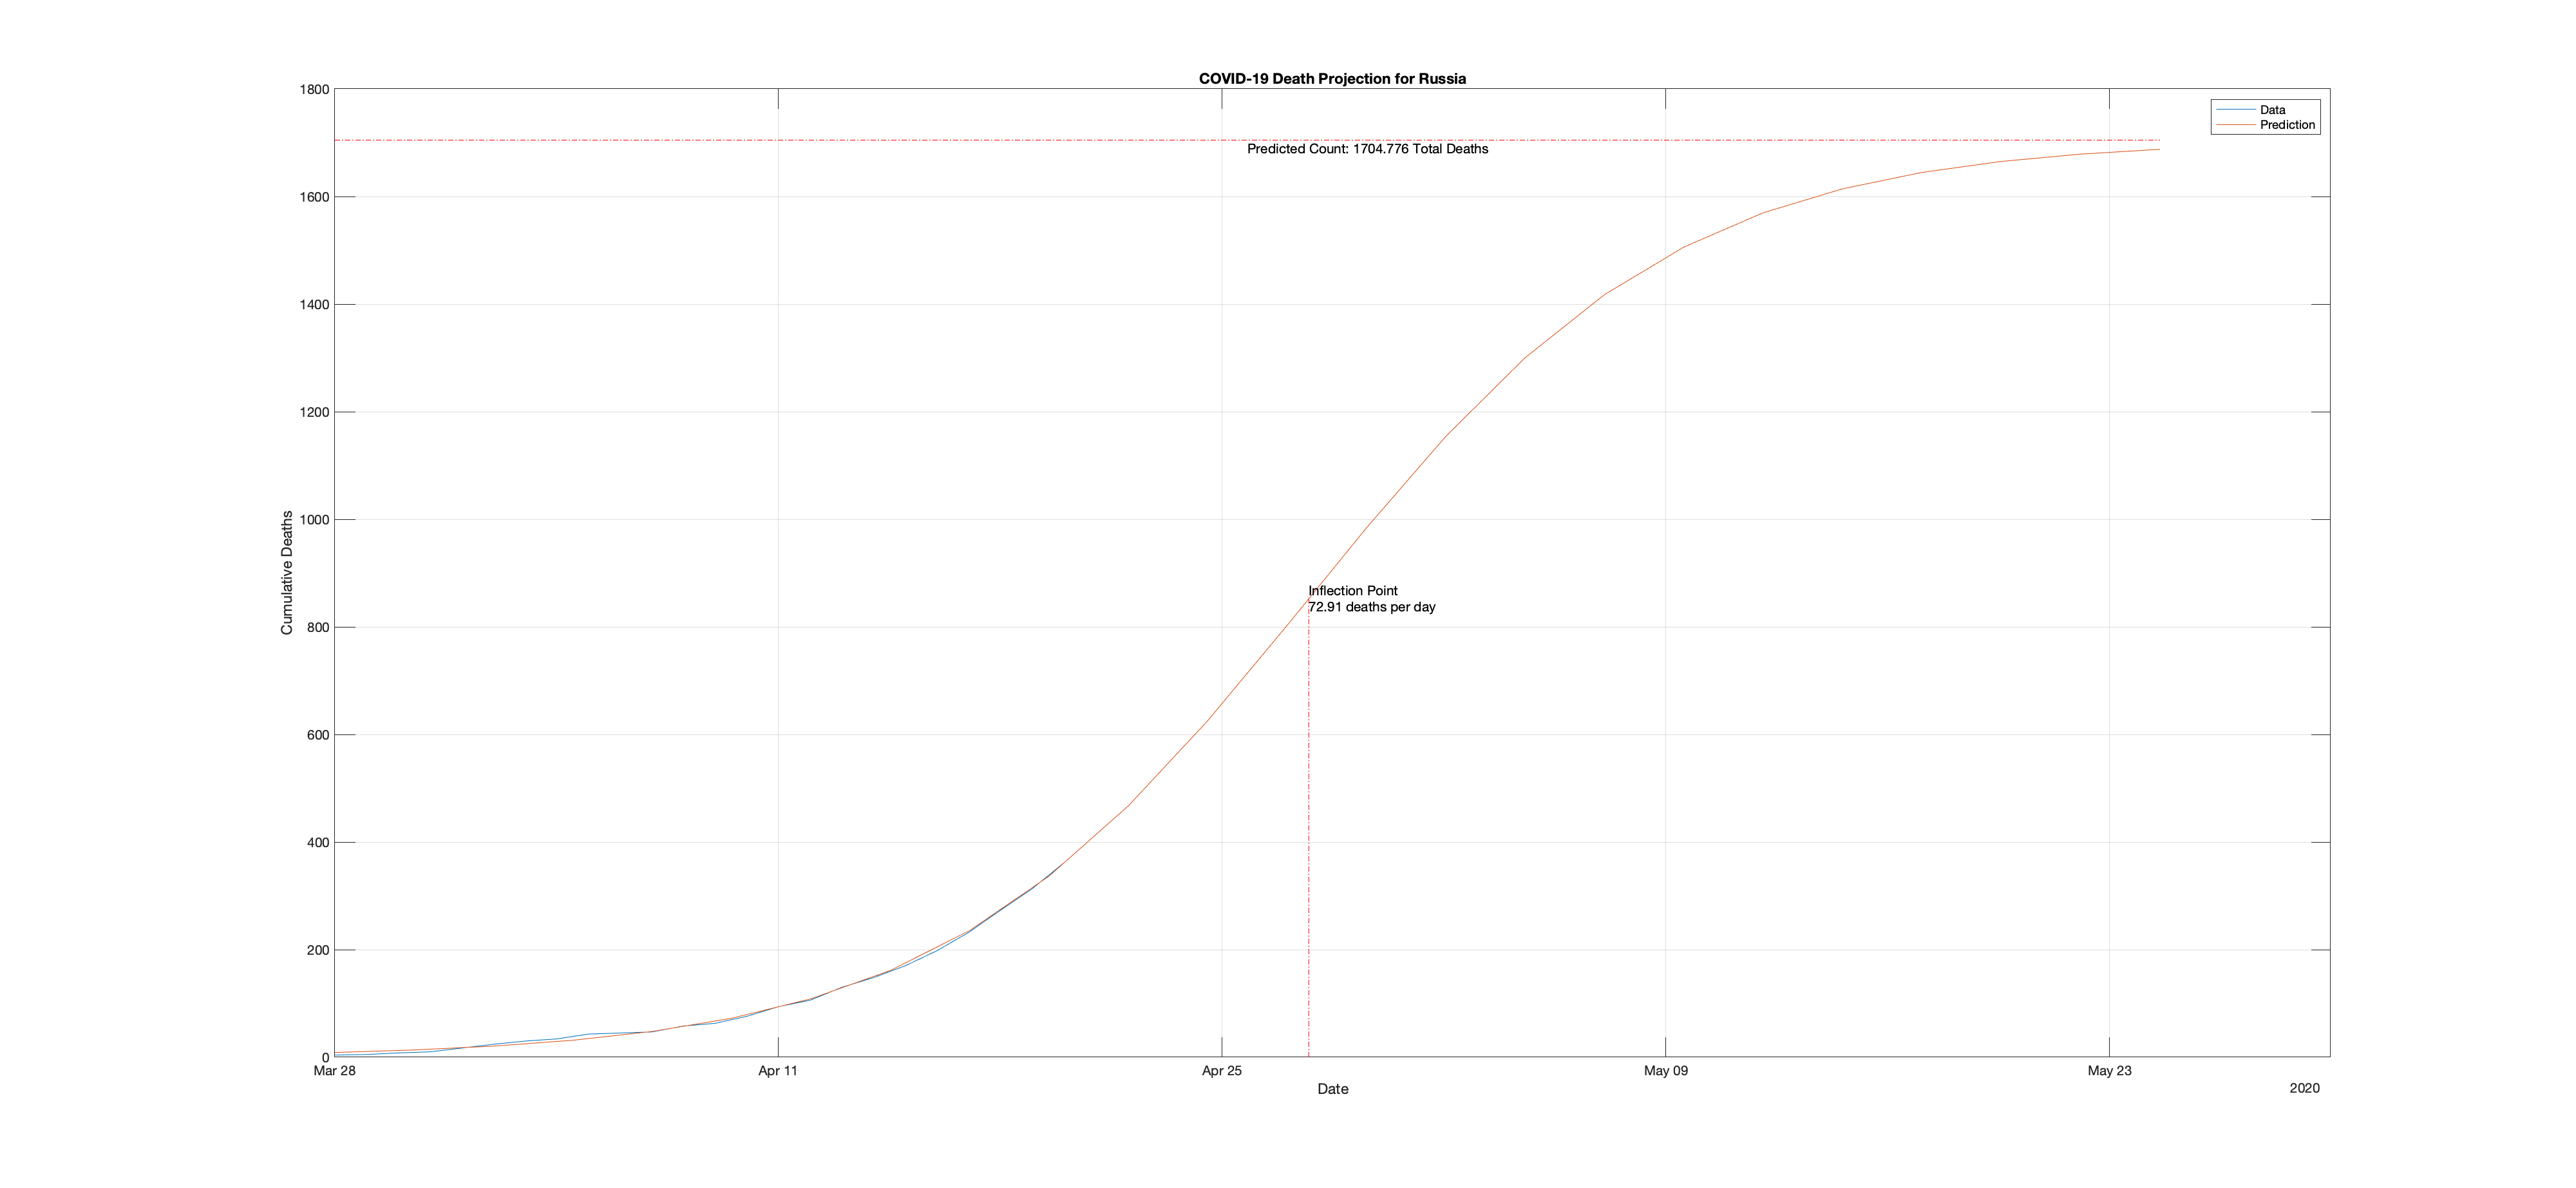 COVID-19 Death Projection for Russia
1800
1600
1400
1200
1000
800
600
400
200
0
Cumulative Deaths
Data
Prediction
Predicted Count: 1704.776 Total Deaths
Inflection Point
72.91 deaths per day
Mar 28
Apr 11
Apr 25
May 09
May 23
Date
2020